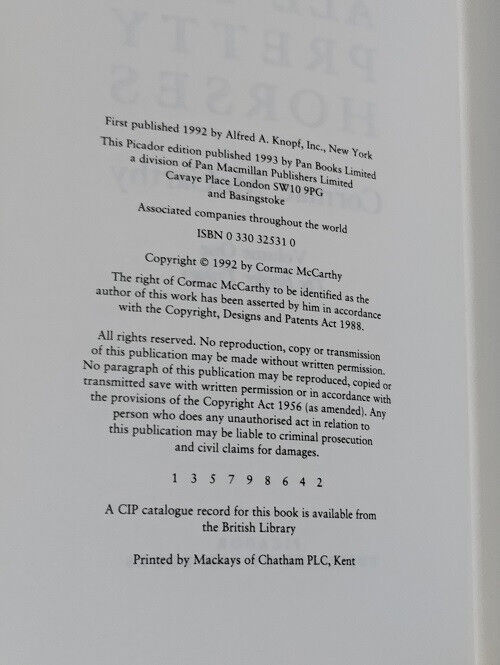 ALL THE
PRETTY
HORSES
First published 1992 by Alfred A. Knopf, Inc., New York
This Picador edition published 1993 by Pan Books Limited
a division of Pan Macmillan Publishers Limited
Cavaye Place London SW10 9PG
and Basingstoke
Associated companies throughout the world
ISBN 0 330 32531 0
Copyright © 1992 by Cormac McCarthy
The right of Cormac McCarthy to be identified as the
author of this work has been asserted by him in accordance
with the Copyright, Designs and Patents Act 1988.
All rights reserved. No reproduction, copy or transmission
of this publication may be made without written permission.
No paragraph of this publication may be reproduced, copied or
transmitted save with written permission or in accordance with
the provisions of the Copyright Act 1956 (as amended). Any
person who does any unauthorised act in relation to
this publication may be liable to criminal prosecution
and civil claims for damages.
1 3 5 7 9 8 6 4 2
A CIP catalogue record for this book is available from
the British Library
Printed by Mackays of Chatham PLC, Kent